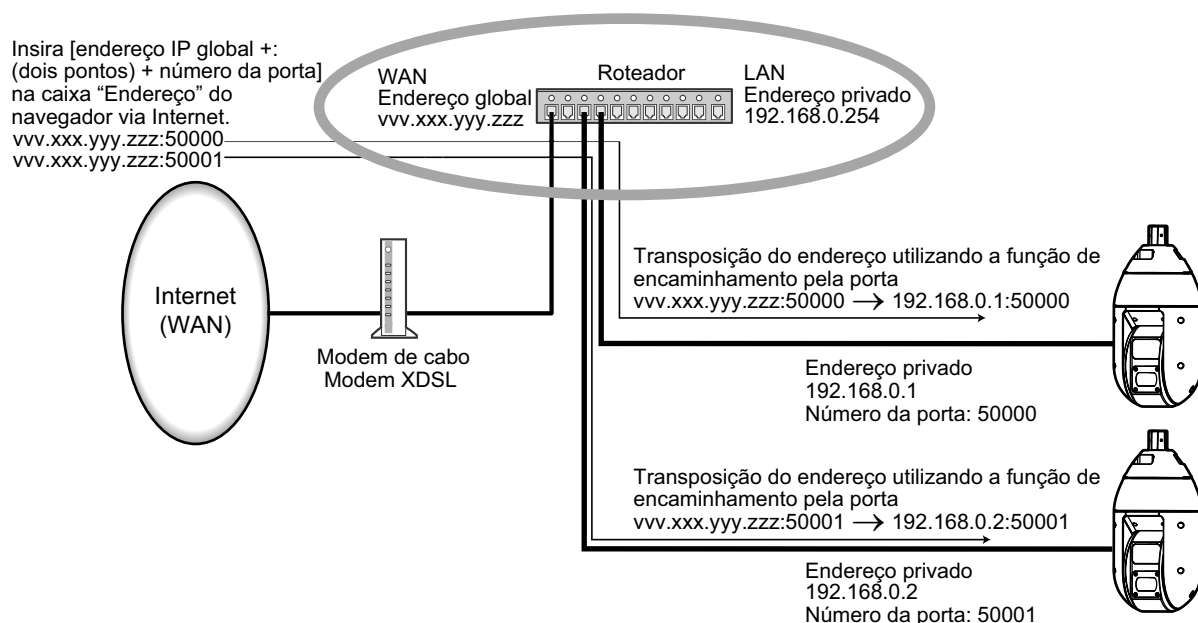 Insira [endereço IP global +:
(dois pontos) + número da porta]
na caixa “Endereço” do
navegador via Internet.
vvv.xxx.yyy.zzz:50000
vvv.xxx.yyy.zzz:50001
WAN
Endereço global
vvv.xxx.yyy.zzz
Roteador
LAN
Endereço privado
192.168.0.254
Internet
(WAN)
Modem de cabo
Modem XDSL
Transposição do endereço utilizando a função de
encaminhamento pela porta
vvv.xxx.yyy.zzz:50000 → 192.168.0.1:50000
Endereço privado
192.168.0.1
Número da porta: 50000
Transposição do endereço utilizando a função de
encaminhamento pela porta
vvv.xxx.yyy.zzz:50001 → 192.168.0.2:50001
Endereço privado
192.168.0.2
Número da porta: 50001